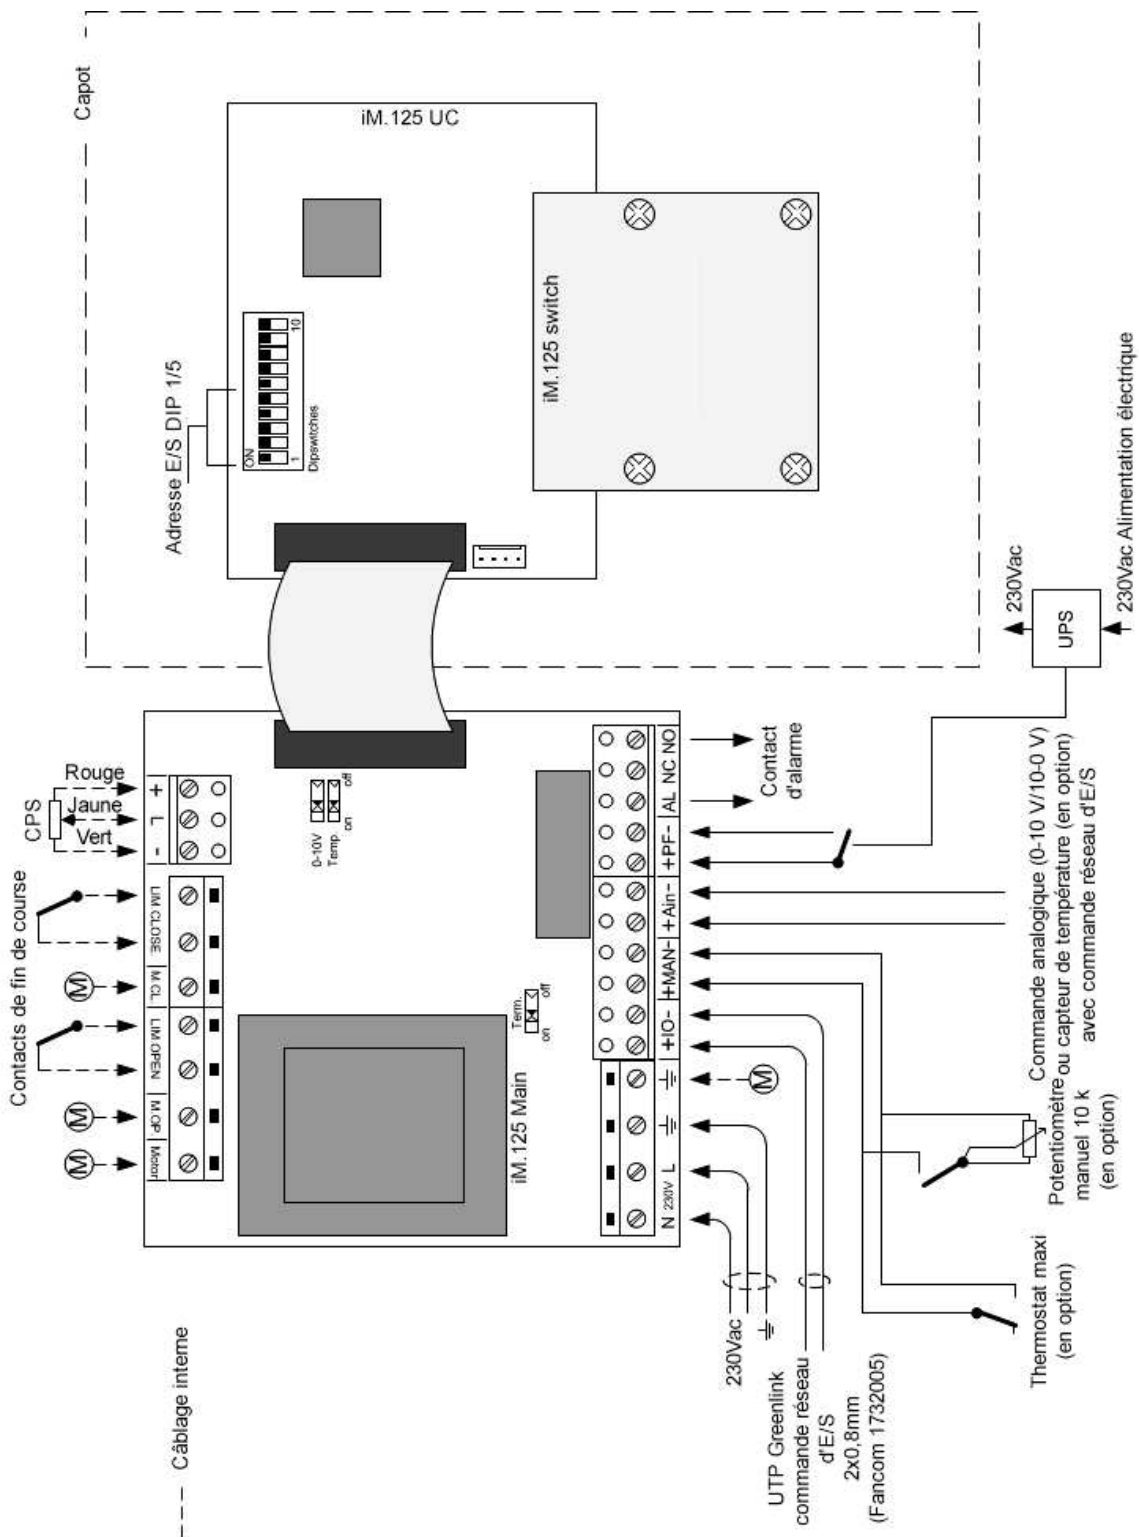 Capot
iM.125 UC
Adresse E/S DIP 1/5
ON
1
10
Dipswitches
iM.125 switch
230Vac
UPS
230Vac Alimentation électrique
CPS
Rouge
Jaune
Vert
+
L
-
0-10V
Temp.
on
off
Contacts de fin de course
LIM CLOSE
M.CL
LIM OPEN
M.OP
Motor
M
M
M
iM.125 Main
Term.
on
off
N 230V L
+IO-
+MAN-
+Ain-
+PF-
AL NC NO
M
Contact
d'alarme
Commande analogique (0-10 V/10-0 V)
ou capteur de température (en option)
avec commande réseau d'E/S
Potentiomètre
manuel 10 k
(en option)
Thermostat maxi
(en option)
230Vac
UTP Greenlink
commande réseau
d'E/S
2x0,8mm
(Fancom 1732005)
--- Câblage interne